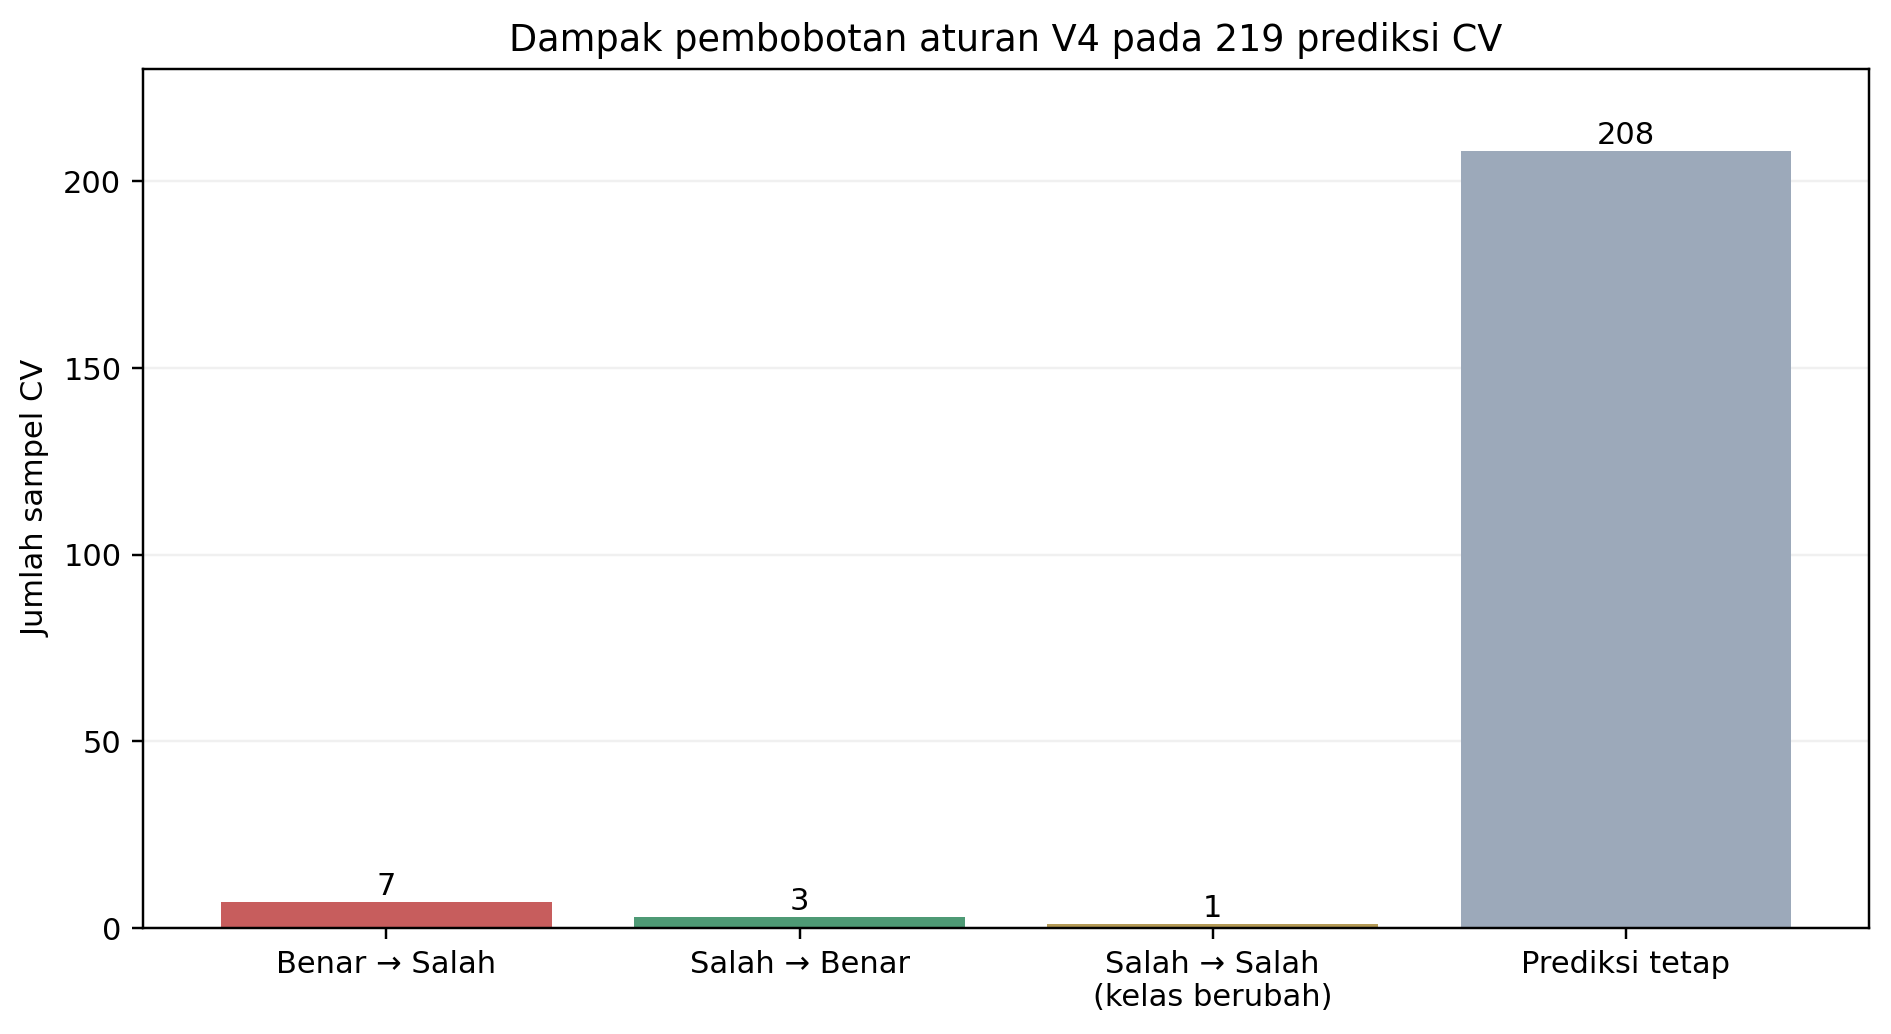 Dampak pembobotan aturan V4 pada 219 prediksi CV
Jumlah sampel CV
200
150
100
50
0
7
3
1
208
Benar → Salah
Salah → Benar
Salah → Salah
(kelas berubah)
Prediksi tetap